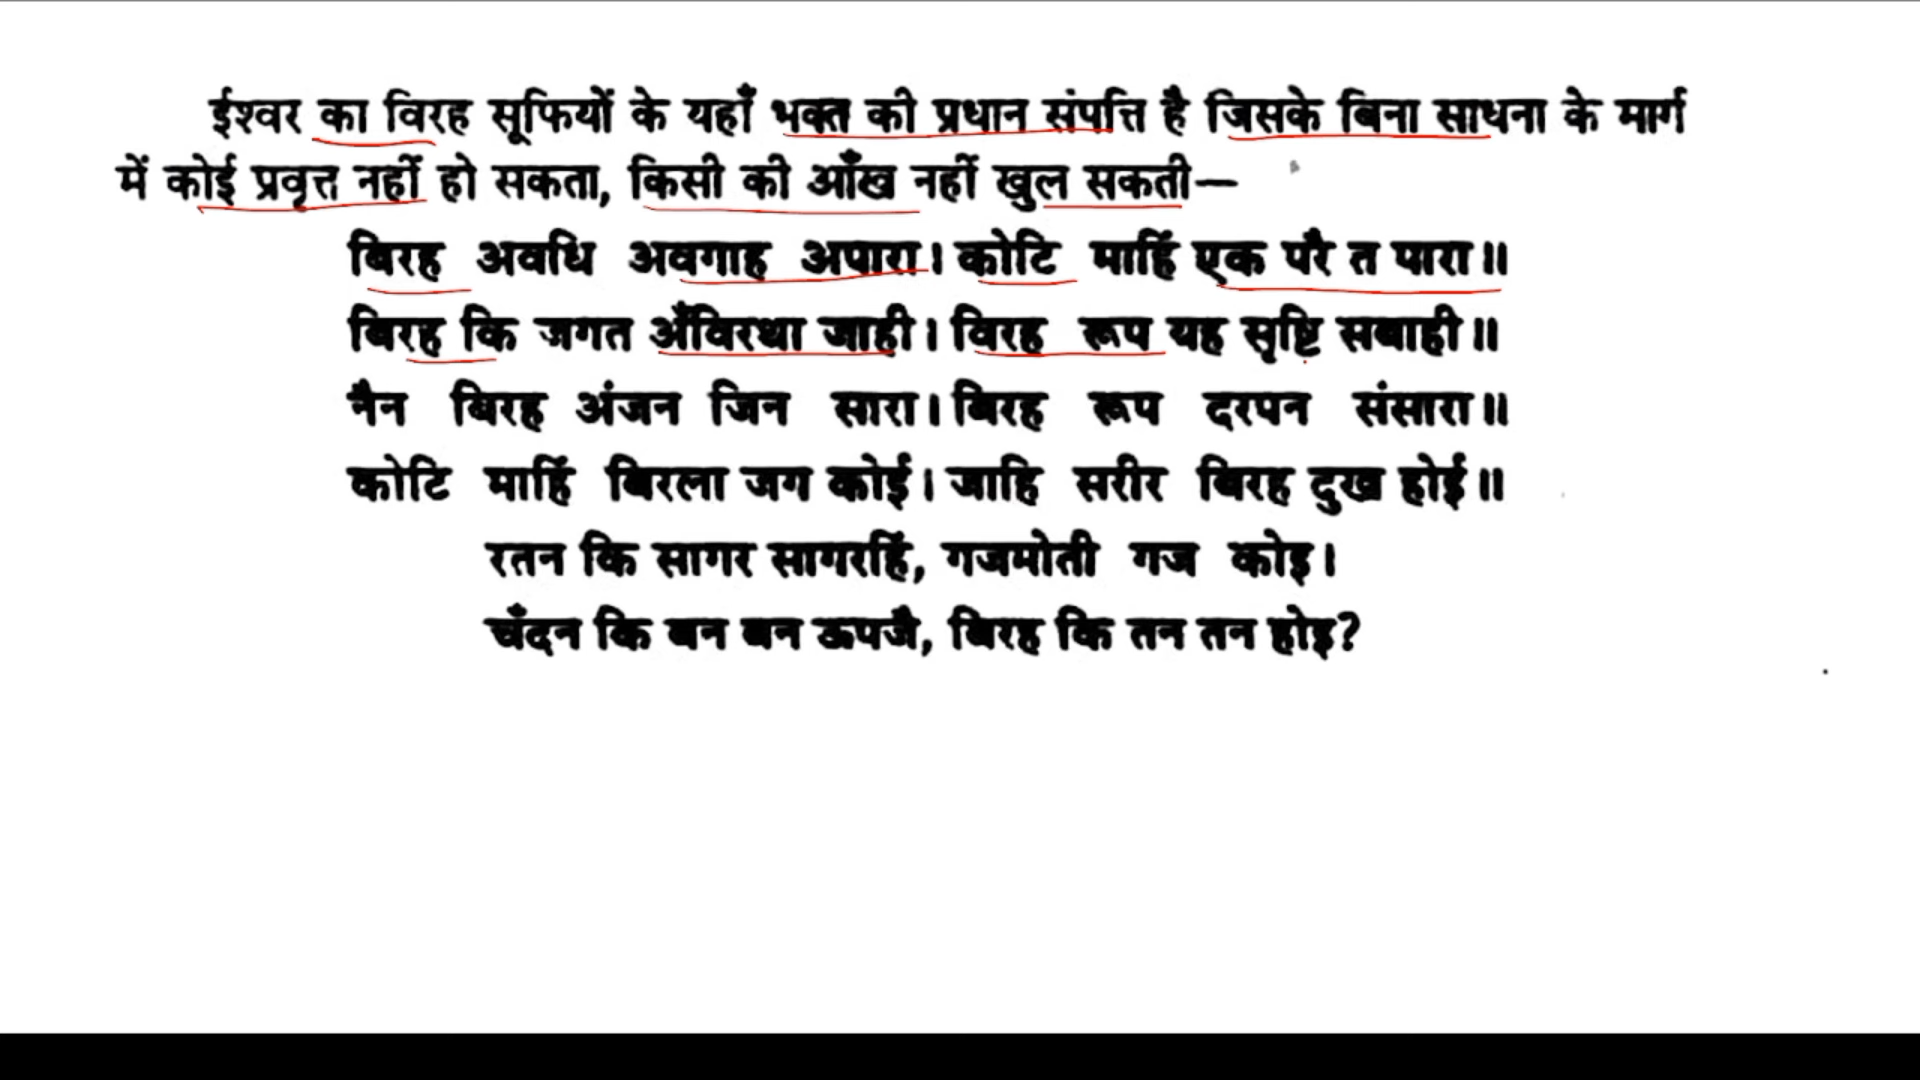 ईश्वर का विरह सूफियों के यहाँ भक्त की प्रधान संपत्ति है जिसके बिना साधना के मार्ग
में कोई प्रवृत्त नहीं हो सकता, किसी की आँख नहीं खुल सकती—
बिरह अवधि अवगाह अपारा। कोटि माहिं एक परै त पारा॥
बिरह कि जगत अँविरथा जाही। विरह रूप यह सृष्टि सबाही॥
नैन बिरह अंजन जिन सारा। बिरह रूप दरपन संसारा॥
कोटि माहिं बिरला जग कोई। जाहि सरीर बिरह दुख होई॥
रतन कि सागर सागरहिं, गजमोती गज कोइ।
चँदन कि बन बन ऊपजै, बिरह कि तन तन होइ?